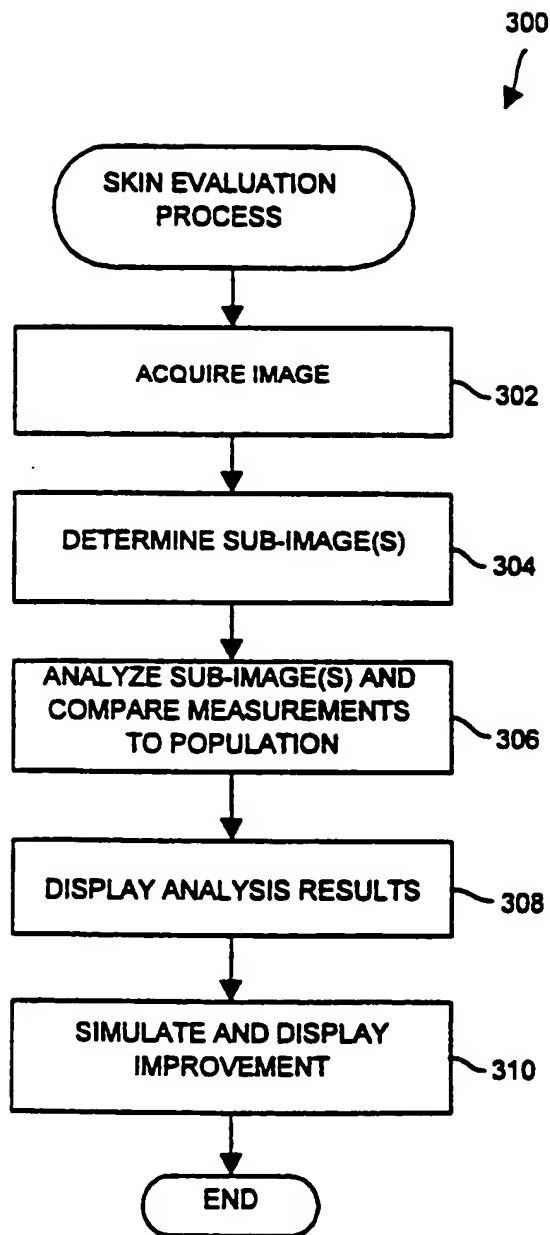 300
SKIN EVALUATION
PROCESS
ACQUIRE IMAGE
302
DETERMINE SUB-IMAGE(S)
304
ANALYZE SUB-IMAGE(S) AND
COMPARE MEASUREMENTS
TO POPULATION
306
DISPLAY ANALYSIS RESULTS
308
SIMULATE AND DISPLAY
IMPROVEMENT
310
END